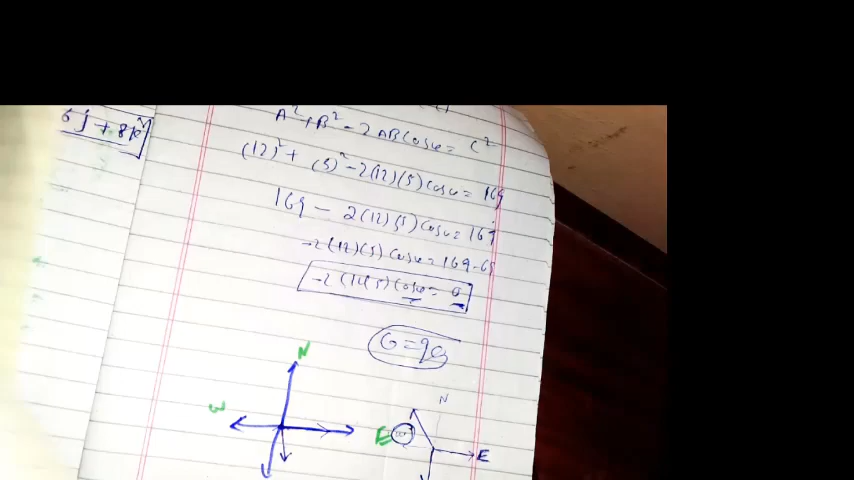 6j + 8k
A² + B² - 2ABCosθ = C²
(12)² + (5)² - 2(12)(5)cosθ = 169
169 - 2(12)(5)cosθ = 169
-2(12)(5)cosθ = 169-169
-2(12)(5)cosθ = 0
θ = 90
N
N
W
E
E